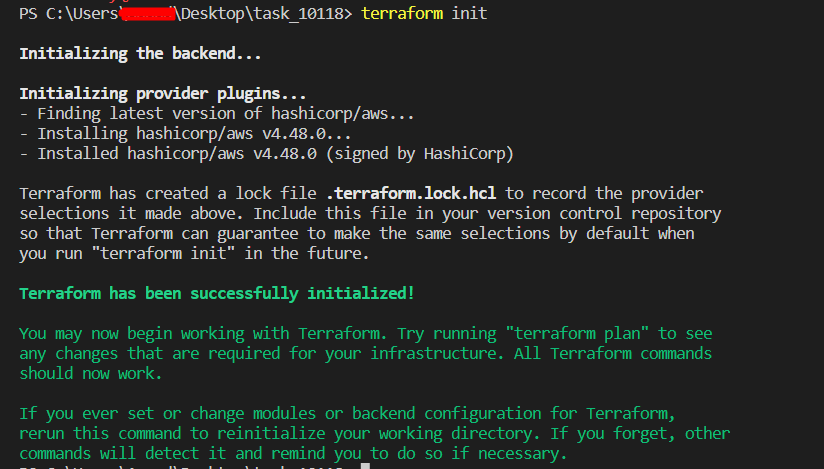 PS C:\Users\ \Desktop\task_10118> terraform init
Initializing the backend...
Initializing provider plugins...
- Finding latest version of hashicorp/aws...
- Installing hashicorp/aws v4.48.0...
- Installed hashicorp/aws v4.48.0 (signed by HashiCorp)
Terraform has created a lock file .terraform.lock.hcl to record the provider
selections it made above. Include this file in your version control repository
so that Terraform can guarantee to make the same selections by default when
you run "terraform init" in the future.
Terraform has been successfully initialized!
You may now begin working with Terraform. Try running "terraform plan" to see
any changes that are required for your infrastructure. All Terraform commands
should now work.
If you ever set or change modules or backend configuration for Terraform,
rerun this command to reinitialize your working directory. If you forget, other
commands will detect it and remind you to do so if necessary.